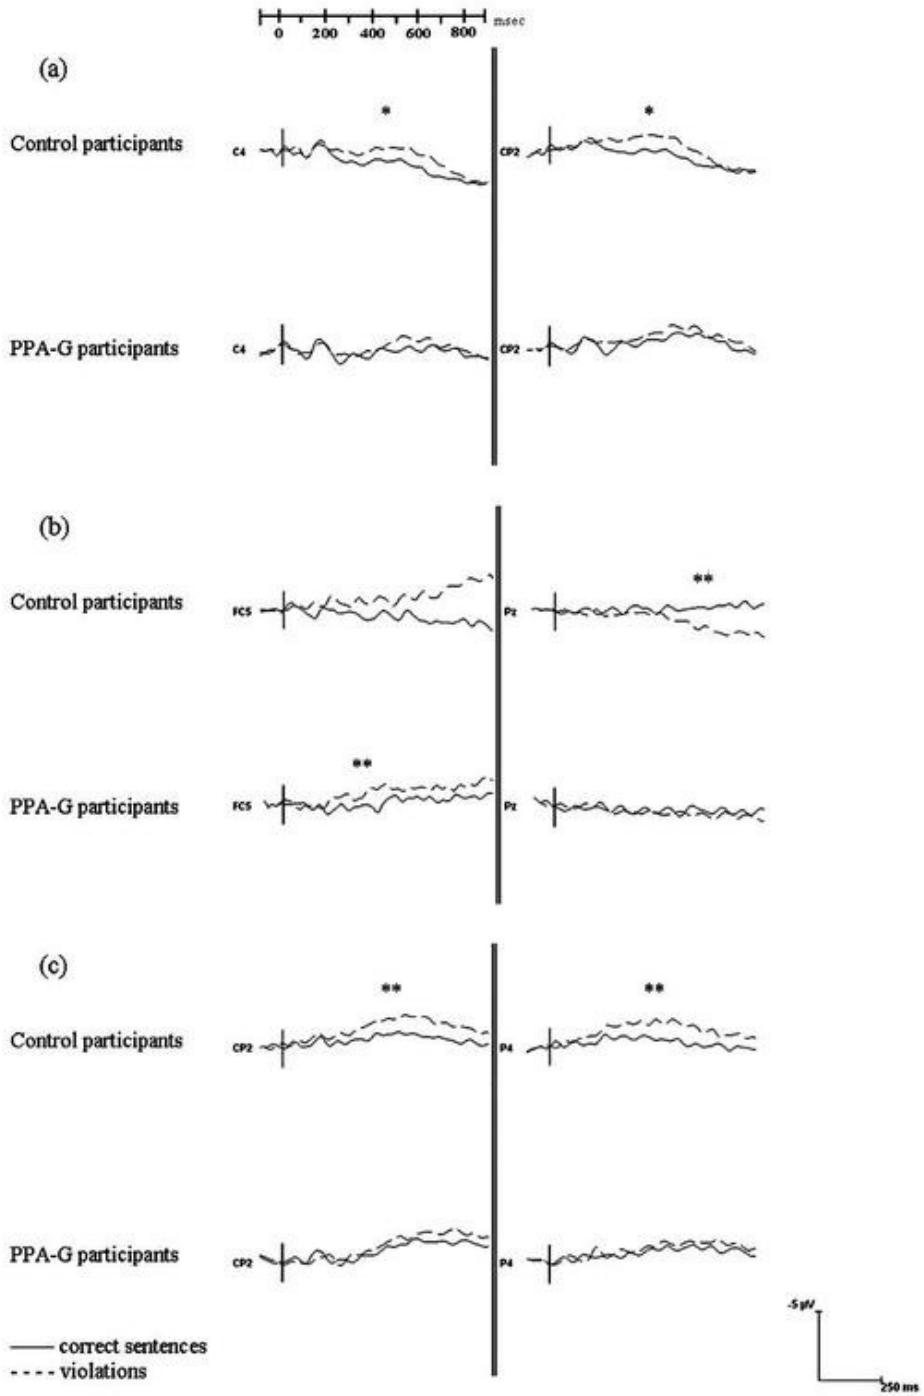 msec
0 200 400 600 800
(a)
* *
Control participants C4 CP2
PPA-G participants C4 CP2
(b)
**
Control participants FC5 Pz
**
PPA-G participants FC5 Pz
(c)
** **
Control participants CP2 P4
PPA-G participants CP2 P4
-5 µV
correct sentences
violations
250 ms